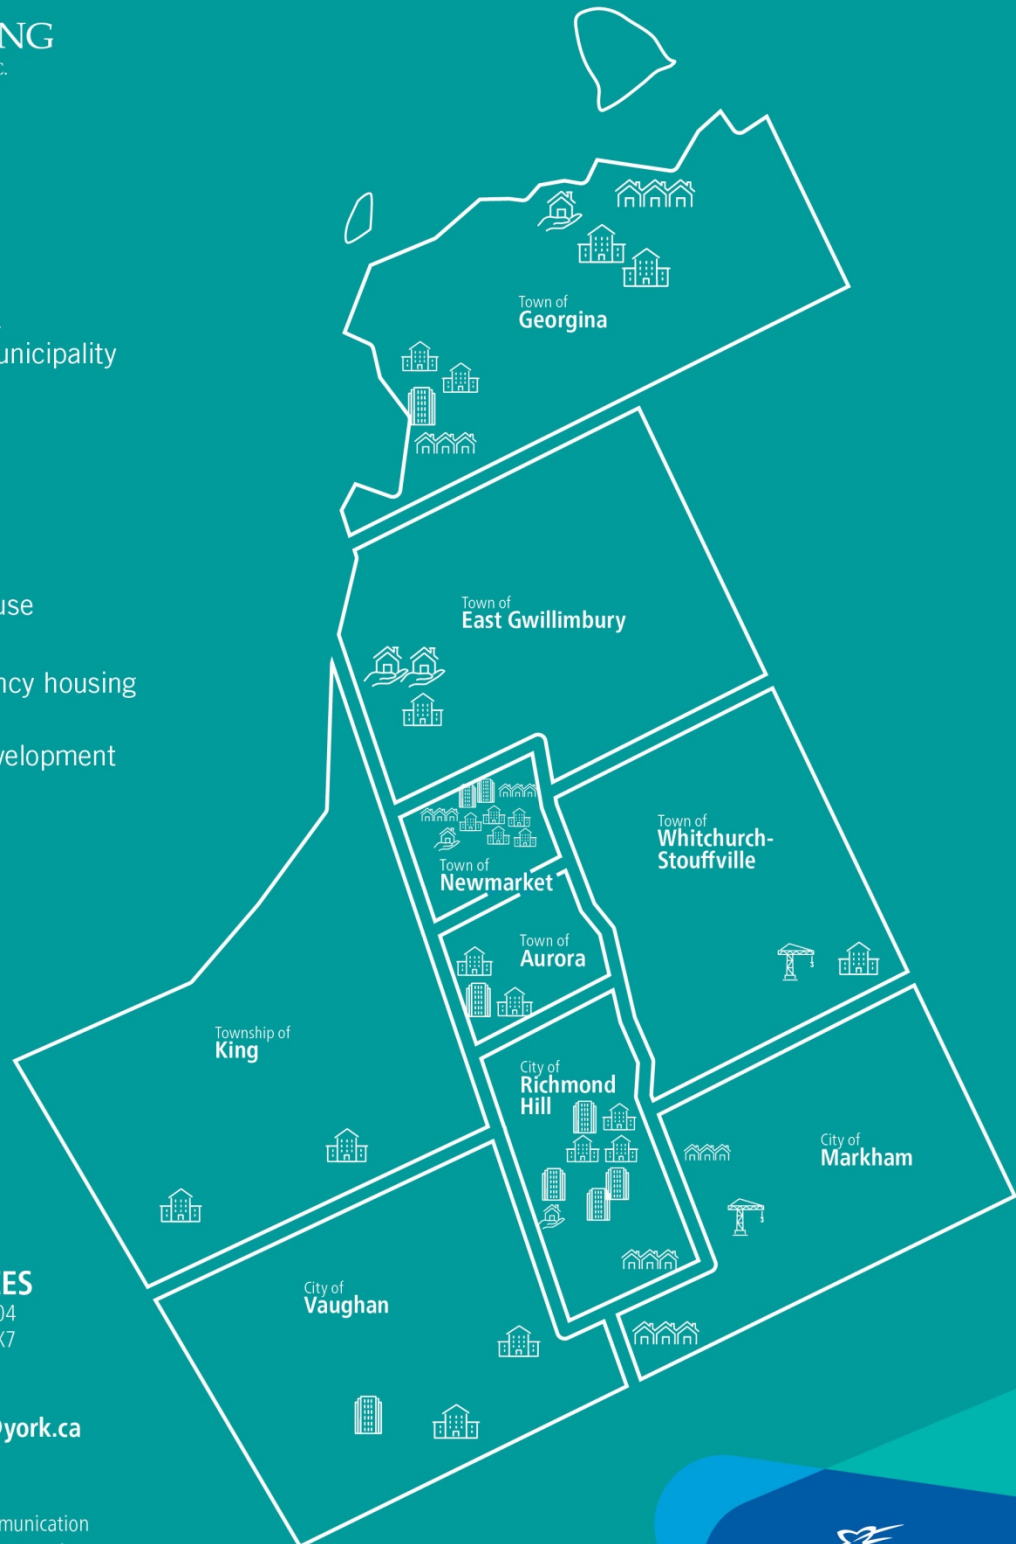 NG
C.
unicipality
use
ncy housing
velopment
Town of
Georgina
Town of
East Gwillimbury
Town of
Whitchurch-
Stouffville
Town of
Newmarket
Town of
Aurora
Township of
King
City of
Richmond
Hill
City of
Markham
City of
Vaughan
ES
04
X7
@york.ca
munication